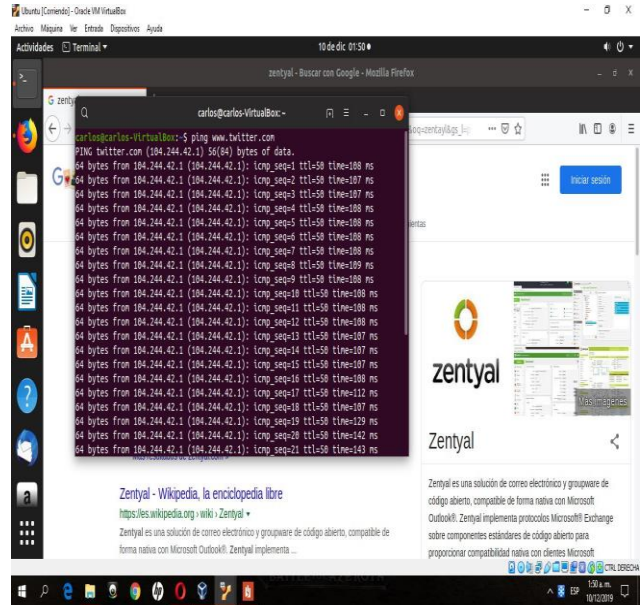 Ubuntu [Corriendo] - Oracle VM VirtualBox
Archivo Máquina Ver Entrada Dispositivos Ayuda
Actividades Terminal 10 de dic 01:50
zentyal - Buscar con Google - Mozilla Firefox
G zenty
carlos@carlos-VirtualBox: ~
carlos@carlos-VirtualBox:~$ ping www.twitter.com
PING twitter.com (104.244.42.1) 56(84) bytes of data.
64 bytes from 104.244.42.1 (104.244.42.1): icmp_seq=1 ttl=50 time=108 ms
64 bytes from 104.244.42.1 (104.244.42.1): icmp_seq=2 ttl=50 time=107 ms
64 bytes from 104.244.42.1 (104.244.42.1): icmp_seq=3 ttl=50 time=107 ms
64 bytes from 104.244.42.1 (104.244.42.1): icmp_seq=4 ttl=50 time=108 ms
64 bytes from 104.244.42.1 (104.244.42.1): icmp_seq=5 ttl=50 time=108 ms
64 bytes from 104.244.42.1 (104.244.42.1): icmp_seq=6 ttl=50 time=108 ms
64 bytes from 104.244.42.1 (104.244.42.1): icmp_seq=7 ttl=50 time=108 ms
64 bytes from 104.244.42.1 (104.244.42.1): icmp_seq=8 ttl=50 time=109 ms
64 bytes from 104.244.42.1 (104.244.42.1): icmp_seq=9 ttl=50 time=108 ms
64 bytes from 104.244.42.1 (104.244.42.1): icmp_seq=10 ttl=50 time=108 ms
64 bytes from 104.244.42.1 (104.244.42.1): icmp_seq=11 ttl=50 time=108 ms
64 bytes from 104.244.42.1 (104.244.42.1): icmp_seq=12 ttl=50 time=108 ms
64 bytes from 104.244.42.1 (104.244.42.1): icmp_seq=13 ttl=50 time=107 ms
64 bytes from 104.244.42.1 (104.244.42.1): icmp_seq=14 ttl=50 time=107 ms
64 bytes from 104.244.42.1 (104.244.42.1): icmp_seq=15 ttl=50 time=107 ms
64 bytes from 104.244.42.1 (104.244.42.1): icmp_seq=16 ttl=50 time=108 ms
64 bytes from 104.244.42.1 (104.244.42.1): icmp_seq=17 ttl=50 time=112 ms
64 bytes from 104.244.42.1 (104.244.42.1): icmp_seq=18 ttl=50 time=107 ms
64 bytes from 104.244.42.1 (104.244.42.1): icmp_seq=19 ttl=50 time=129 ms
64 bytes from 104.244.42.1 (104.244.42.1): icmp_seq=20 ttl=50 time=142 ms
64 bytes from 104.244.42.1 (104.244.42.1): icmp_seq=21 ttl=50 time=143 ms
Iniciar sesión
zentyal
Más imágenes
Zentyal
Zentyal es una solución de correo electrónico y groupware de
código abierto, compatible de forma nativa con Microsoft
Outlook®. Zentyal implementa protocolos Microsoft® Exchange
sobre componentes estándares de código abierto para
proporcionar compatibilidad nativa con clientes Microsoft
Zentyal - Wikipedia, la enciclopedia libre
https://es.wikipedia.org › wiki › Zentyal
Zentyal es una solución de correo electrónico y groupware de código abierto, compatible de
forma nativa con Microsoft Outlook®. Zentyal implementa ...
CTRL DERECHA
ESP 1:50 a.m.
10/12/2019